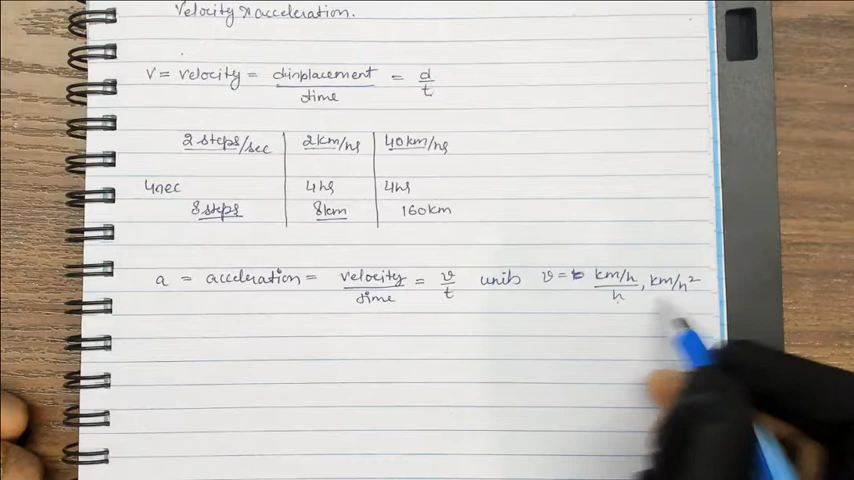 Velocity & acceleration.
V = velocity = displacement = d
time t
2 steps/sec 2km/hr 40km/hr
4sec 4hr 4hr
8 steps 8km 160km
a = acceleration = velocity = v units v = km/h, km/h²
time t h